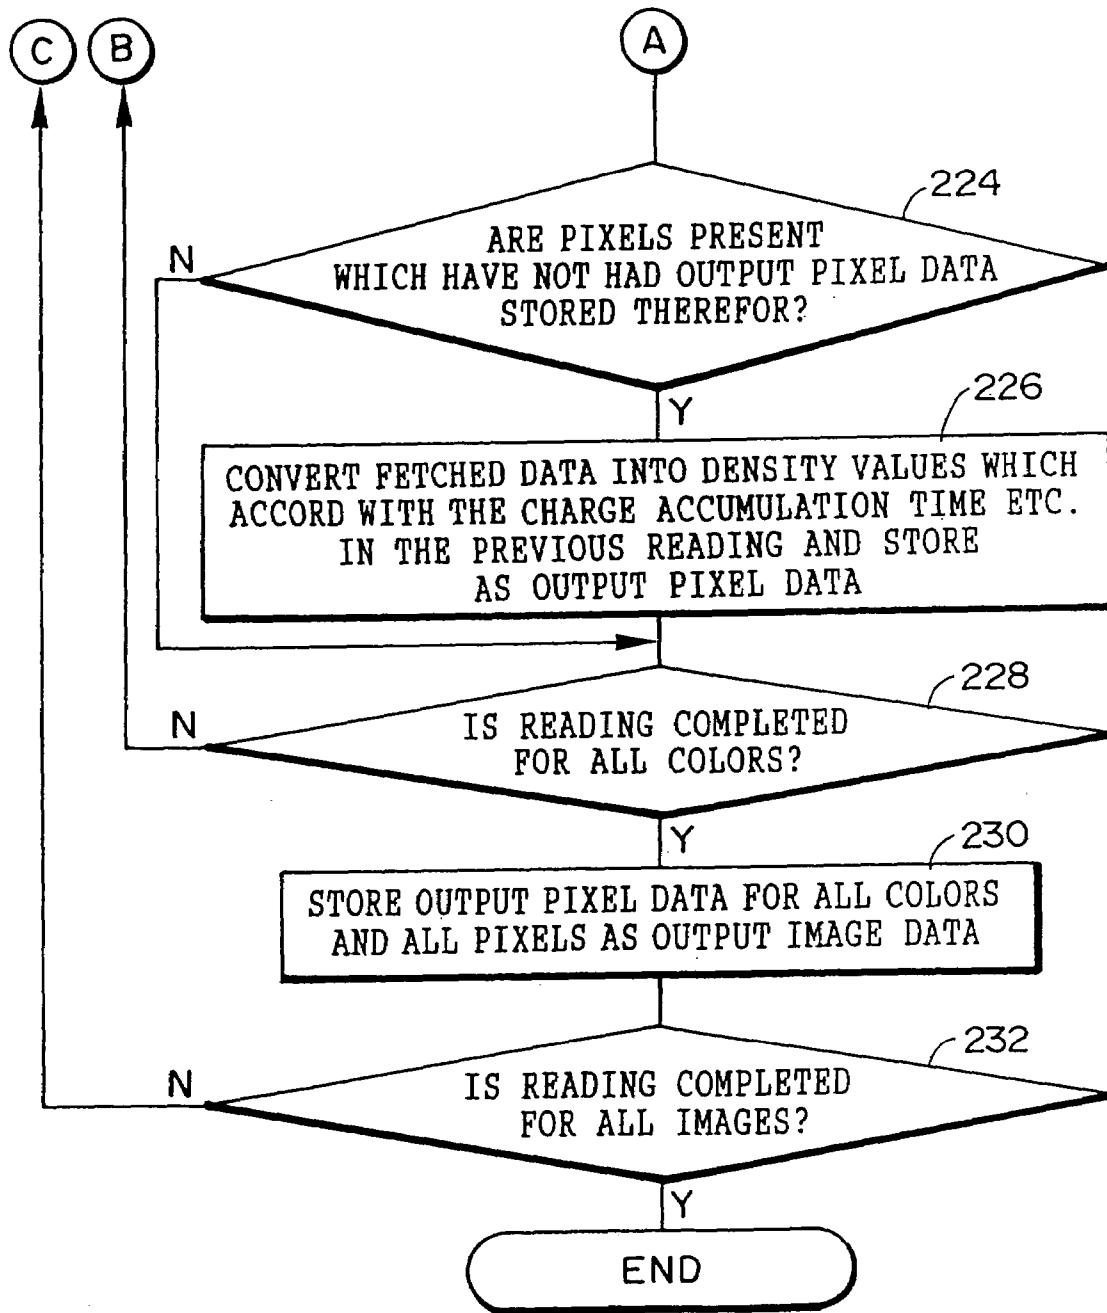 C
B
A
224
ARE PIXELS PRESENT
WHICH HAVE NOT HAD OUTPUT PIXEL DATA
STORED THEREFOR?
N
Y
226
CONVERT FETCHED DATA INTO DENSITY VALUES WHICH
ACCORD WITH THE CHARGE ACCUMULATION TIME ETC.
IN THE PREVIOUS READING AND STORE
AS OUTPUT PIXEL DATA
228
N
IS READING COMPLETED
FOR ALL COLORS?
Y
230
STORE OUTPUT PIXEL DATA FOR ALL COLORS
AND ALL PIXELS AS OUTPUT IMAGE DATA
232
N
IS READING COMPLETED
FOR ALL IMAGES?
Y
END